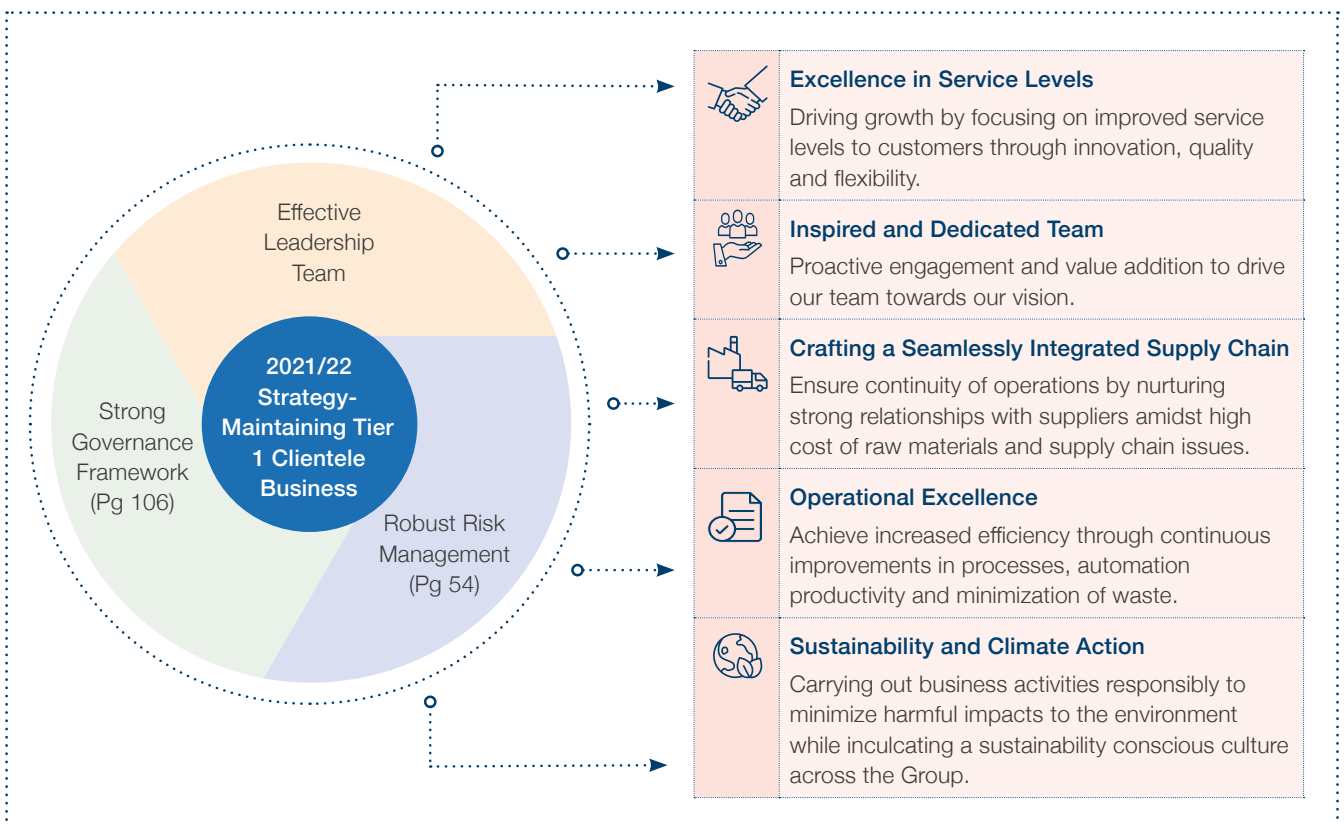 Effective
Leadership
Team
Strong
Governance
Framework
(Pg 106)
2021/22
Strategy-
Maintaining Tier
1 Clientele
Business
Robust Risk
Management
(Pg 54)
Excellence in Service Levels
Driving growth by focusing on improved service
levels to customers through innovation, quality
and flexibility.
Inspired and Dedicated Team
Proactive engagement and value addition to drive
our team towards our vision.
Crafting a Seamlessly Integrated Supply Chain
Ensure continuity of operations by nurturing
strong relationships with suppliers amidst high
cost of raw materials and supply chain issues.
Operational Excellence
Achieve increased efficiency through continuous
improvements in processes, automation
productivity and minimization of waste.
Sustainability and Climate Action
Carrying out business activities responsibly to
minimize harmful impacts to the environment
while inculcating a sustainability conscious culture
across the Group.